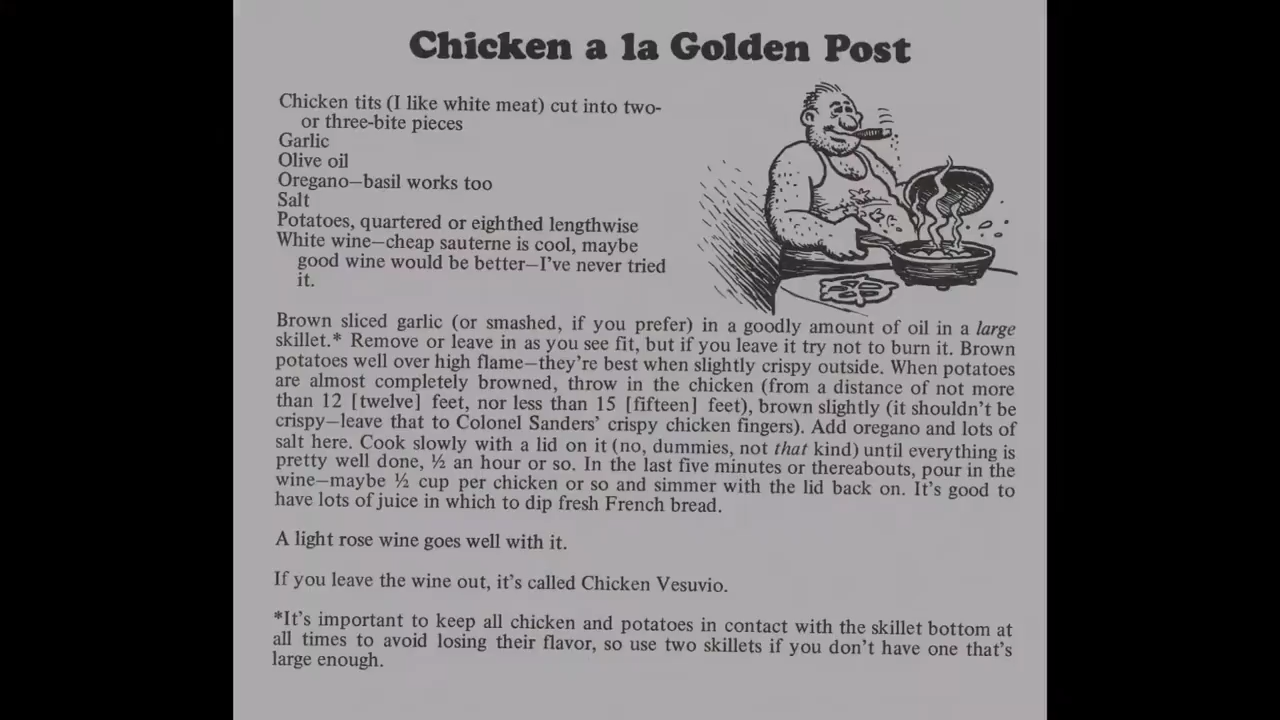 Chicken a la Golden Post
Chicken tits (I like white meat) cut into two-
or three-bite pieces
Garlic
Olive oil
Oregano—basil works too
Salt
Potatoes, quartered or eighthed lengthwise
White wine—cheap sauterne is cool, maybe
good wine would be better—I've never tried
it.
Brown sliced garlic (or smashed, if you prefer) in a goodly amount of oil in a large
skillet.* Remove or leave in as you see fit, but if you leave it try not to burn it. Brown
potatoes well over high flame—they're best when slightly crispy outside. When potatoes
are almost completely browned, throw in the chicken (from a distance of not more
than 12 [twelve] feet, nor less than 15 [fifteen] feet), brown slightly (it shouldn't be
crispy—leave that to Colonel Sanders' crispy chicken fingers). Add oregano and lots of
salt here. Cook slowly with a lid on it (no, dummies, not that kind) until everything is
pretty well done, ½ an hour or so. In the last five minutes or thereabouts, pour in the
wine—maybe ½ cup per chicken or so and simmer with the lid back on. It's good to
have lots of juice in which to dip fresh French bread.
A light rose wine goes well with it.
If you leave the wine out, it's called Chicken Vesuvio.
*It's important to keep all chicken and potatoes in contact with the skillet bottom at
all times to avoid losing their flavor, so use two skillets if you don't have one that's
large enough.